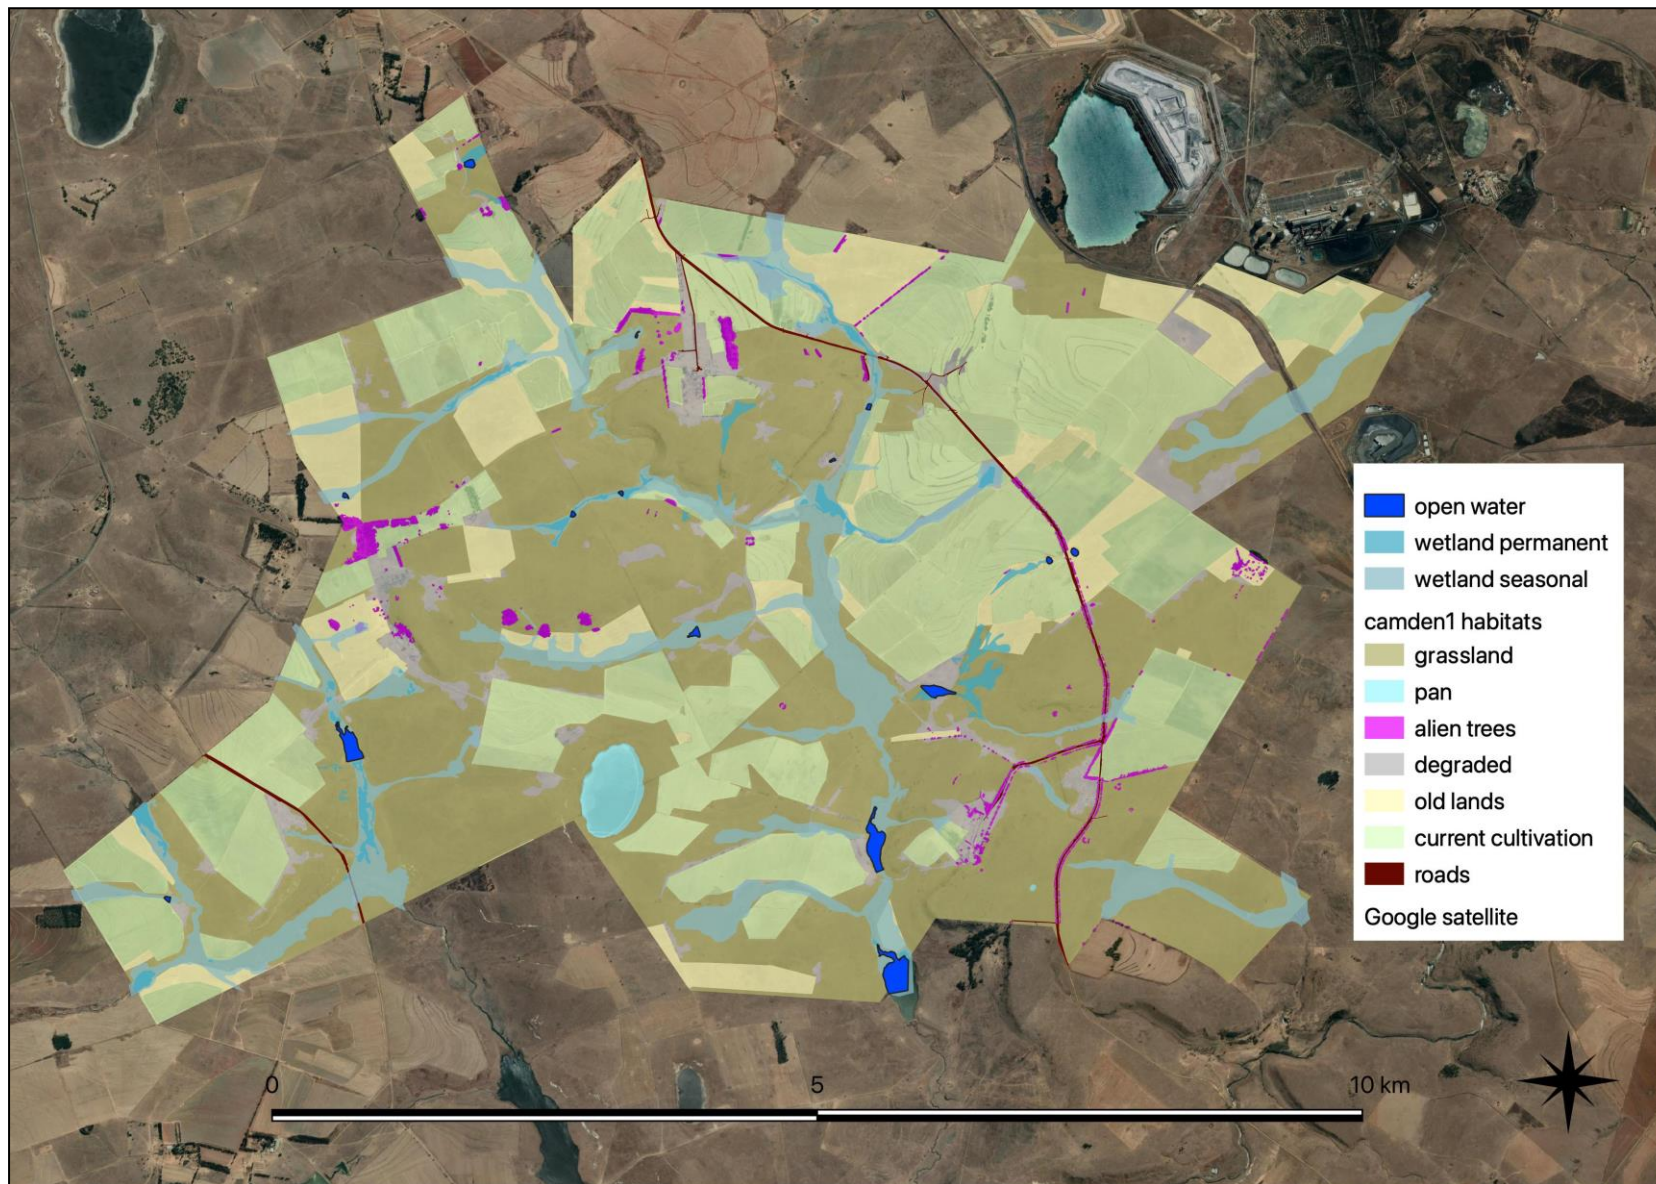 open water
wetland permanent
wetland seasonal
camden1 habitats
grassland
pan
alien trees
degraded
old lands
current cultivation
roads
Google satellite
0 5 10 km